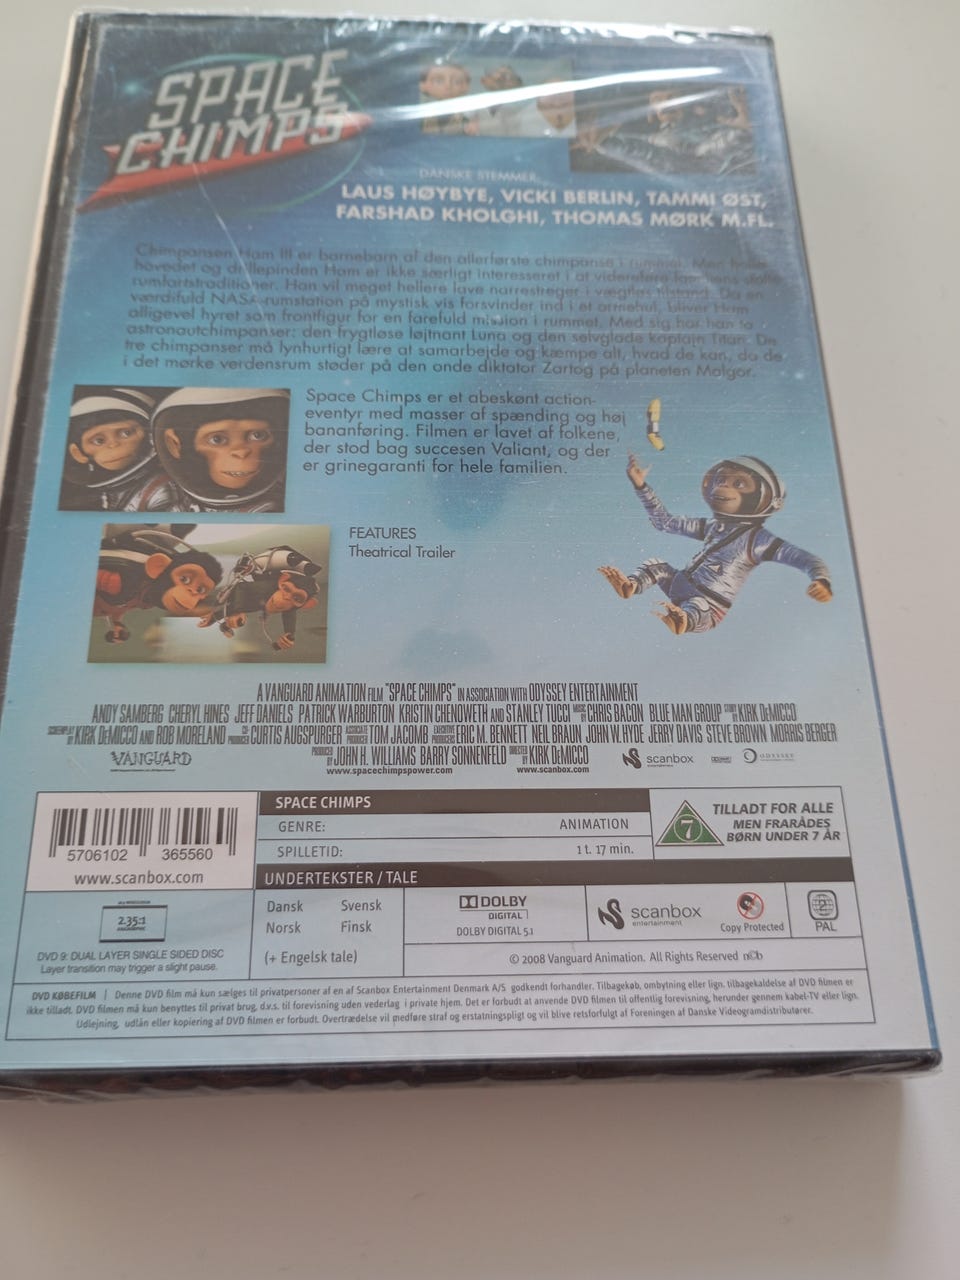 SPACE
CHIMPS
DANSKE STEMMER
LAUS HØYBYE, VICKI BERLIN, TAMMI ØST,
FARSHAD KHOLGHI, THOMAS MØRK M.FL.
Chimpansen Ham III er barnebarn af den allerførste chimpanse i rummet. Men
hovedet og drillepinden Ham er ikke særligt interesseret i at videreføre familiens stolte
rumfartstraditioner. Han vil meget hellere lave narrestreger i vægtløs tilstand. Da en
værdifuld NASA-rumstation på mystisk vis forsvinder ind i et ormehul, bliver Ham
alligevel hyret som frontfigur for en farefuld mission i rummet. Med sig har han to
astronautchimpanser: den frygtløse løjtnant Luna og den selvglade kaptajn Titan. De
tre chimpanser må lynhurtigt lære at samarbejde og kæmpe alt, hvad de kan, da de
i det mørke verdensrum støder på den onde diktator Zartog på planeten Malgor.
Space Chimps er et abeskønt action-
eventyr med masser af spænding og høj
bananføring. Filmen er lavet af folkene,
der stod bag succesen Valiant, og der
er grinegaranti for hele familien.
FEATURES
Theatrical Trailer
A VANGUARD ANIMATION FILM "SPACE CHIMPS" IN ASSOCIATION WITH ODYSSEY ENTERTAINMENT
ANDY SAMBERG CHERYL HINES JEFF DANIELS PATRICK WARBURTON KRISTIN CHENOWETH AND STANLEY TUCCI MUSIC BY CHRIS BACON BLUE MAN GROUP STORY BY KIRK DeMICCO
SCREENPLAY BY KIRK DeMICCO AND ROB MORELAND CO-PRODUCER CURTIS AUGSPURGER ASSOCIATE PRODUCER TOM JACOMB EXECUTIVE PRODUCERS ERIC M. BENNETT NEIL BRAUN JOHN W. HYDE JERRY DAVIS STEVE BROWN MORRIS BERGER
PRODUCED BY JOHN H. WILLIAMS BARRY SONNENFELD DIRECTED BY KIRK DeMICCO
VANGUARD
www.spacechimpspower.com www.scanbox.com
scanbox
ODYSSEY
5706102 365560
www.scanbox.com
SPACE CHIMPS
GENRE: ANIMATION
SPILLETID: 1 t. 17 min.
7
TILLADT FOR ALLE
MEN FRARÅDES
BØRN UNDER 7 ÅR
UNDERTEKSTER / TALE
Dansk Svensk
Norsk Finsk
(+ Engelsk tale)
DOLBY
DIGITAL
DOLBY DIGITAL 5.1
scanbox
entertainment
Copy Protected
2
PAL
2.35:1
DVD 9: DUAL LAYER SINGLE SIDED DISC
Layer transition may trigger a slight pause.
© 2008 Vanguard Animation. All Rights Reserved ncb
DVD KØBEFILM | Denne DVD film må kun sælges til privatpersoner af en af Scanbox Entertainment Denmark A/S godkendt forhandler. Tilbagekøb, ombytning eller lign. tilbagekaldelse af DVD filmen er
ikke tilladt. DVD filmen må kun benyttes til privat brug, d.v.s. til forevisning uden vederlag i private hjem. Det er forbudt at anvende DVD filmen til offentlig forevisning, herunder gennem kabel-TV eller lign.
Udlejning, udlån eller kopiering af DVD filmen er forbudt. Overtrædelse vil medføre straf og erstatningspligt og vil blive retsforfulgt af Foreningen af Danske Videogramdistributører.